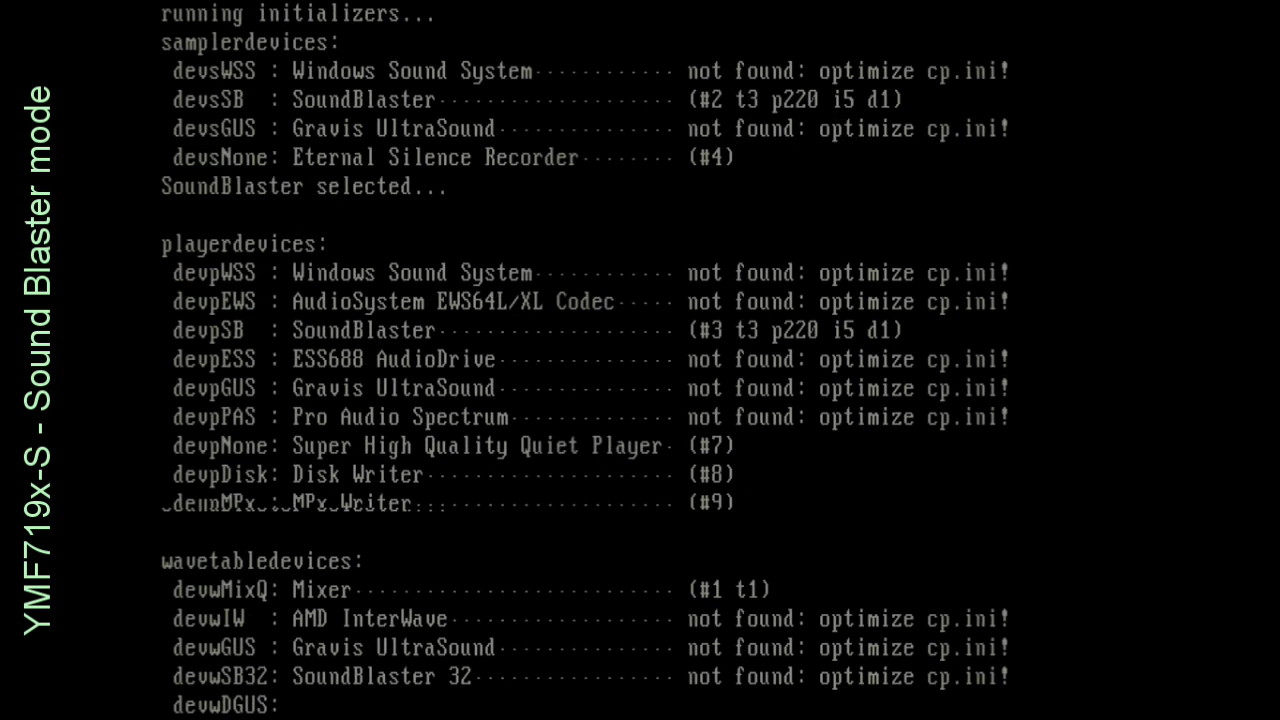 YMF719x-S - Sound Blaster mode
running initializers...
samplerdevices:
devsWSS : Windows Sound System············ not found: optimize cp.ini!
devsSB  : SoundBlaster···················· (#2 t3 p220 i5 d1)
devsGUS : Gravis UltraSound··············· not found: optimize cp.ini!
devsNone: Eternal Silence Recorder········ (#4)
SoundBlaster selected...
playerdevices:
devpWSS : Windows Sound System············ not found: optimize cp.ini!
devpEWS : AudioSystem EWS64L/XL Codec····· not found: optimize cp.ini!
devpSB  : SoundBlaster···················· (#3 t3 p220 i5 d1)
devpESS : ESS688 AudioDrive··············· not found: optimize cp.ini!
devpGUS : Gravis UltraSound··············· not found: optimize cp.ini!
devpPAS : Pro Audio Spectrum·············· not found: optimize cp.ini!
devpNone: Super High Quality Quiet Player· (#7)
devpDisk: Disk Writer····················· (#8)
devpMPx : MPx Writer······················ (#9)
wavetabledevices:
devwMixQ: Mixer··························· (#1 t1)
devwIW  : AMD InterWave··················· not found: optimize cp.ini!
devwGUS : Gravis UltraSound··············· not found: optimize cp.ini!
devwSB32: SoundBlaster 32················· not found: optimize cp.ini!
devwDGUS: